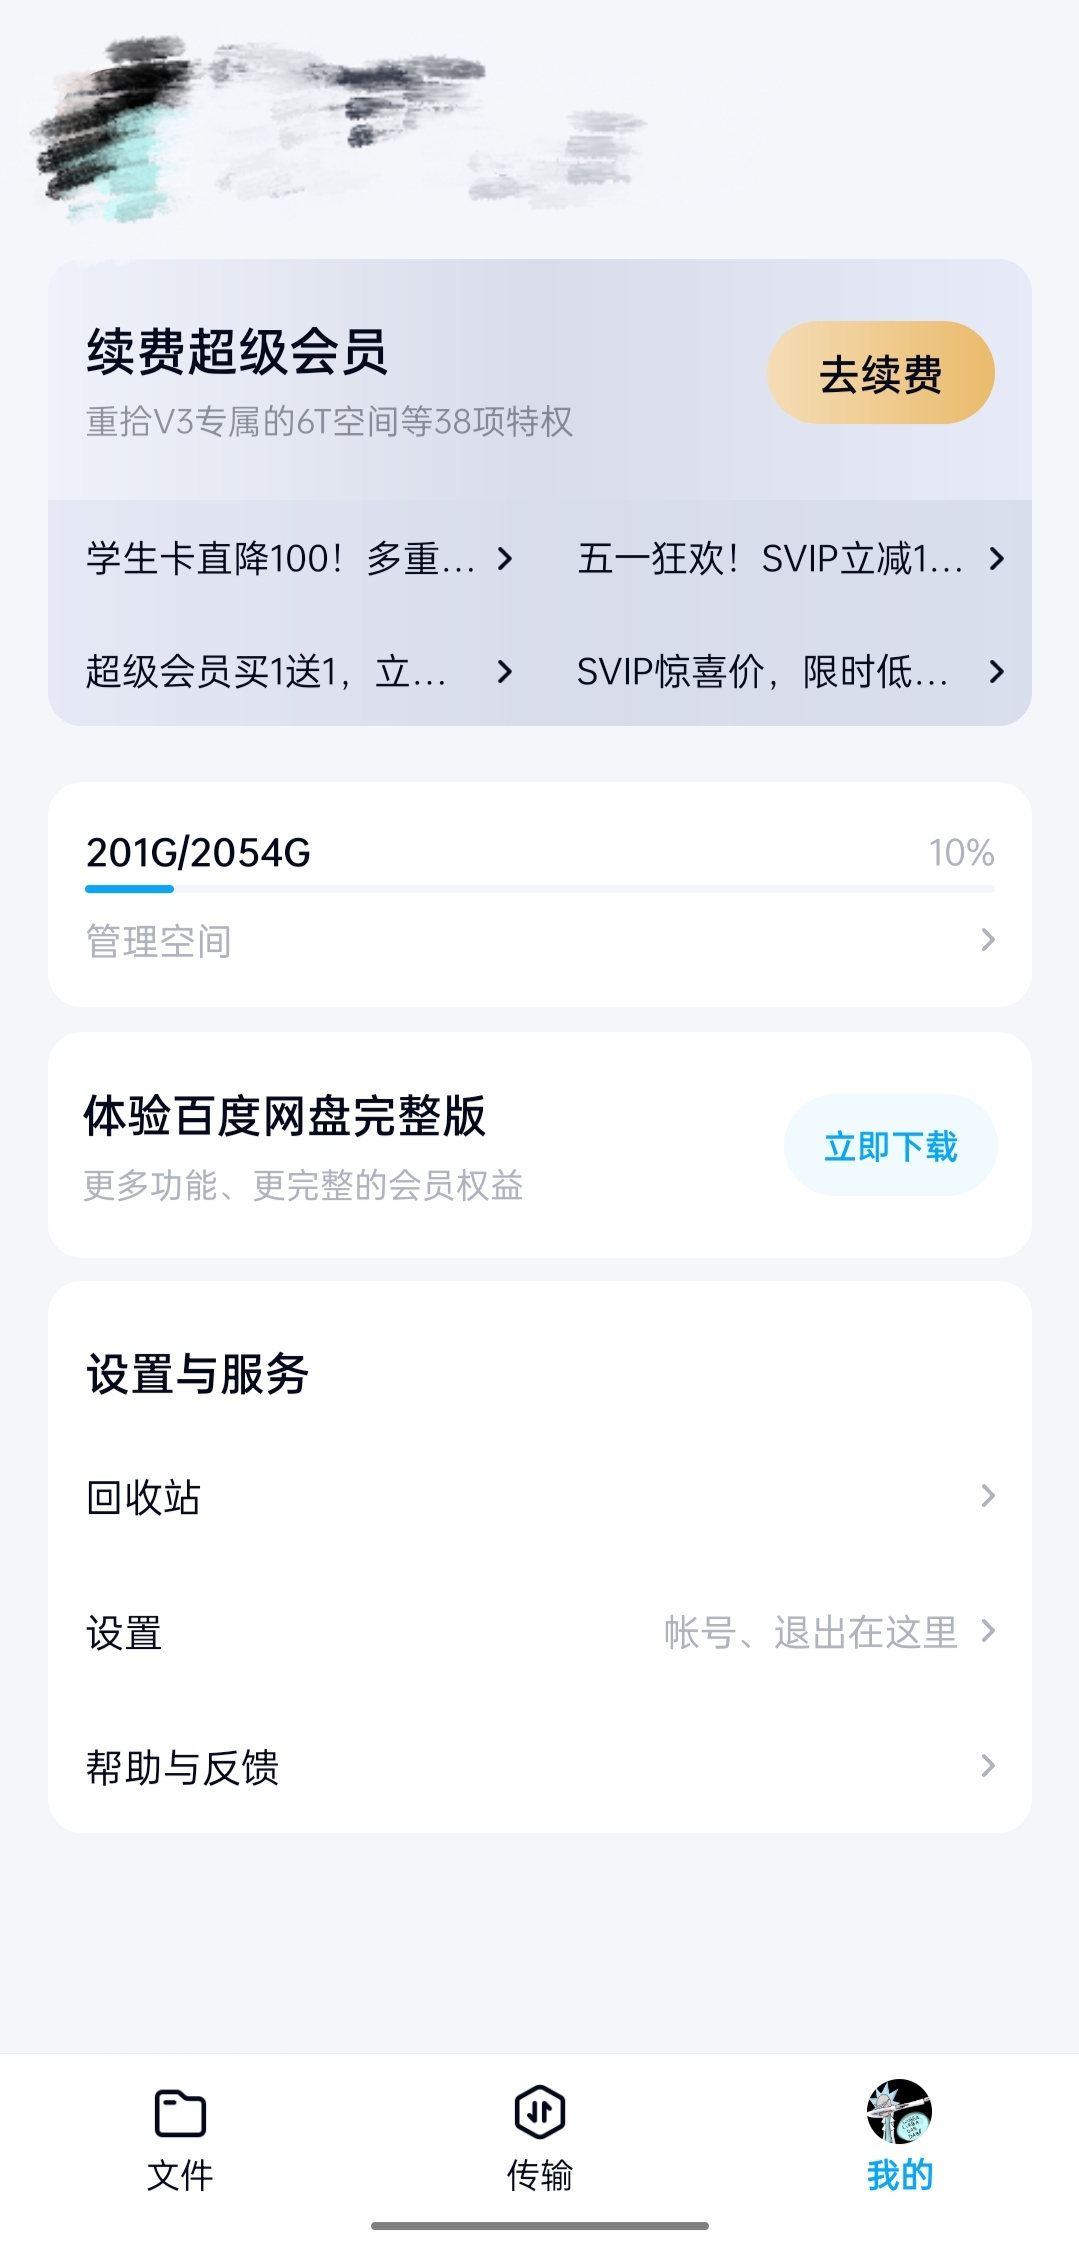 续费超级会员
去续费
重拾V3专属的6T空间等38项特权
学生卡直降100！多重...
五一狂欢！SVIP立减1...
超级会员买1送1，立...
SVIP惊喜价，限时低...
201G/2054G
10%
管理空间
体验百度网盘完整版
更多功能、更完整的会员权益
立即下载
设置与服务
回收站
设置
帐号、退出在这里
帮助与反馈
文件
传输
我的